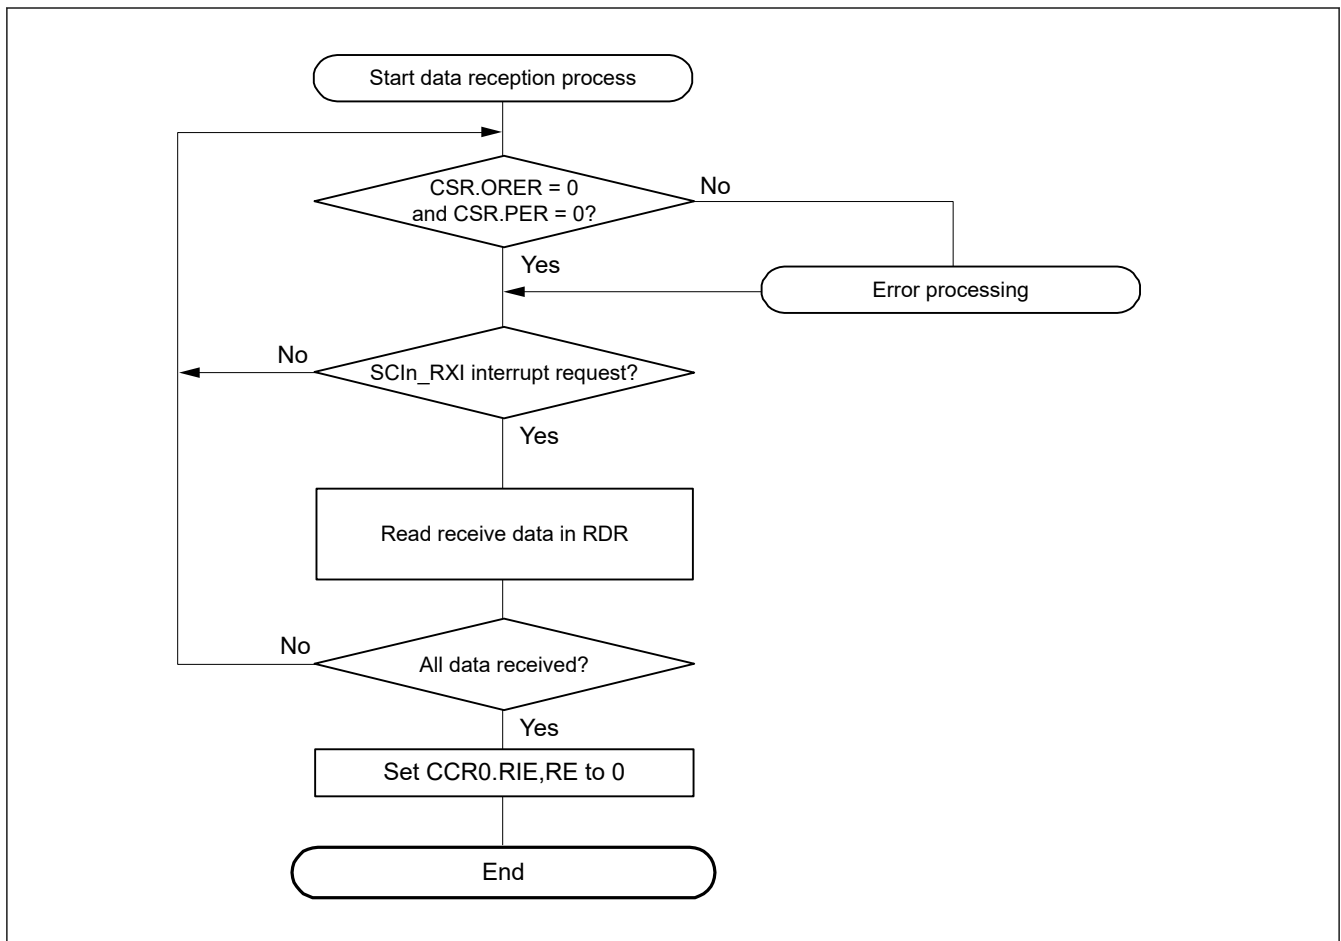 Start data reception process
CSR.ORER = 0
and CSR.PER = 0?
No
Yes
Error processing
No
SCIn_RXI interrupt request?
Yes
Read receive data in RDR
No
All data received?
Yes
Set CCR0.RIE,RE to 0
End